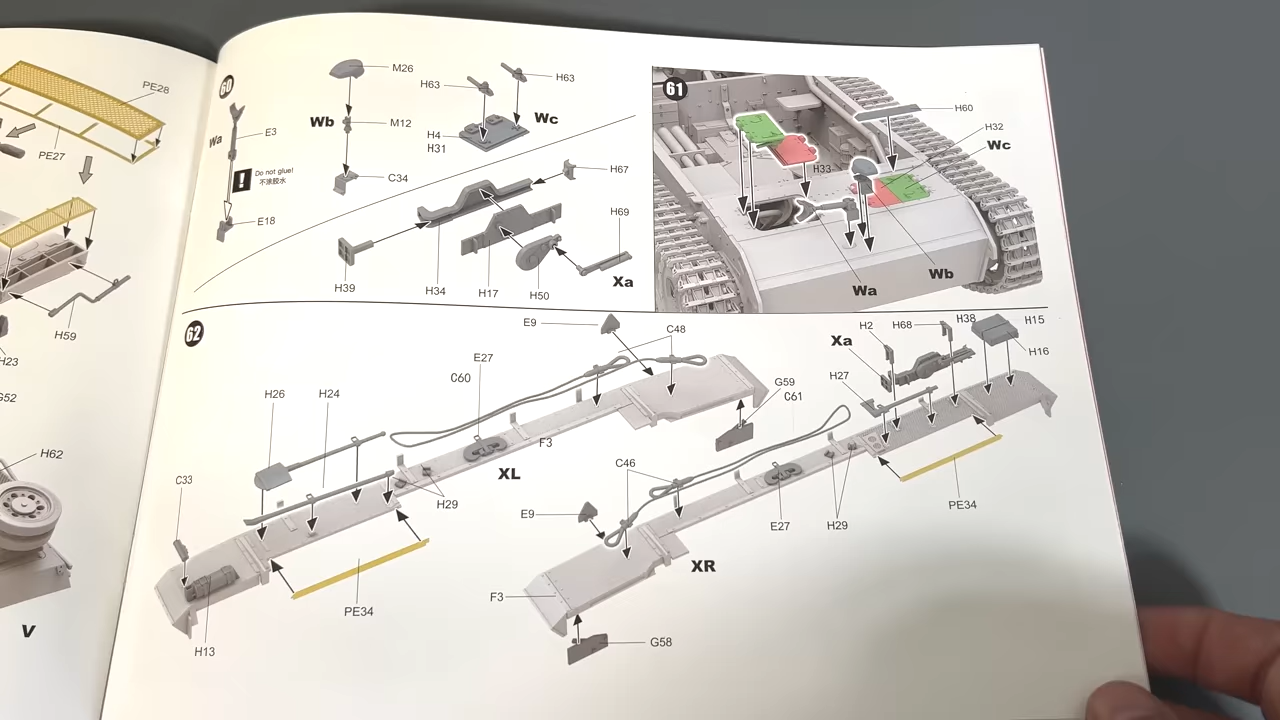 PE28
PE27
H59
H23
G52
H62
V
60
Wa
E3
!
Do not glue!
不涂胶水
E18
M26
Wb
M12
C34
H63
H63
Wc
H4
H31
H67
H69
H39
H34
H17
H50
Xa
61
H60
H32
Wc
H33
Wb
Wa
62
E9
C48
E27
C60
H26
H24
G59
C61
F3
XL
H29
C33
PE34
H13
H2
H68
H38
H15
Xa
H16
H27
C46
E9
E27
H29
PE34
XR
F3
G58